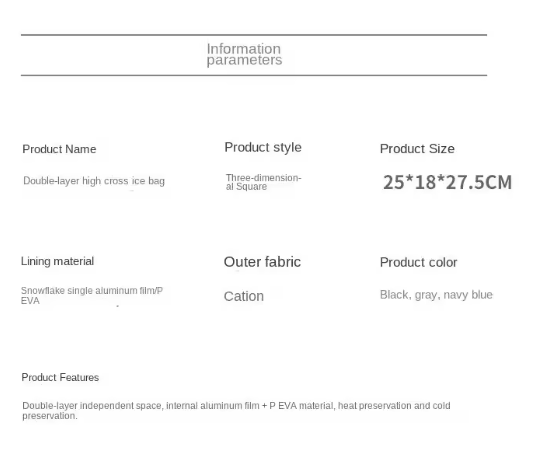 Information
parameters
Product Name
Product style
Product Size
Double-layer high cross ice bag
Three-dimension-
al Square
25*18*27.5CM
Lining material
Outer fabric
Product color
Snowflake single aluminum film/P
EVA
Cation
Black, gray, navy blue
Product Features
Double-layer independent space, internal aluminum film + P EVA material, heat preservation and cold
preservation.